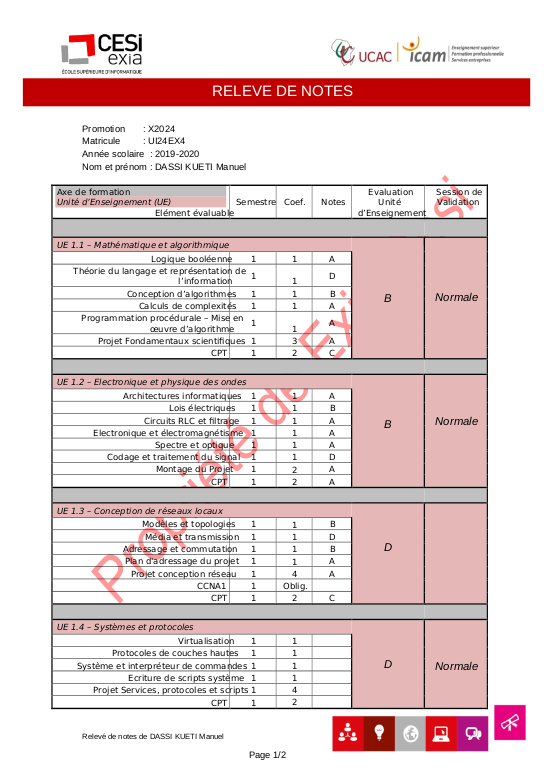 CESi
exia
ÉCOLE SUPÉRIEURE D'INFORMATIQUE
UCAC
icam
Enseignement supérieur
Formation professionnelle
Services entreprises
RELEVE DE NOTES
Promotion : X2024
Matricule : UI24EX4
Année scolaire : 2019-2020
Nom et prénom : DASSI KUETI Manuel
Axe de formation
Unité d'Enseignement (UE)
Elément évaluable Semestre Coef. Notes Evaluation Unité d'Enseignement Session de Validation
UE 1.1 – Mathématique et algorithmique
Logique booléenne 1 1 A
Théorie du langage et représentation de l'information 1 1 D
Conception d'algorithmes 1 1 B
Calculs de complexités 1 1 A
Programmation procédurale – Mise en œuvre d'algorithme 1 1 A
Projet Fondamentaux scientifiques 1 3 A
CPT 1 2 C
B Normale
UE 1.2 – Electronique et physique des ondes
Architectures informatiques 1 1 A
Lois électriques 1 1 B
Circuits RLC et filtrage 1 1 A
Electronique et électromagnétisme 1 1 A
Spectre et optique 1 1 A
Codage et traitement du signal 1 1 D
Montage du Projet 1 2 A
CPT 1 2 A
B Normale
UE 1.3 – Conception de réseaux locaux
Modèles et topologies 1 1 B
Média et transmission 1 1 D
Adressage et commutation 1 1 B
Plan d'adressage du projet 1 1 A
Projet conception réseau 1 4 A
CCNA1 1 Oblig.
CPT 1 2 C
D
UE 1.4 – Systèmes et protocoles
Virtualisation 1 1
Protocoles de couches hautes 1 1
Système et interpréteur de commandes 1 1
Ecriture de scripts système 1 1
Projet Services, protocoles et scripts 1 4
CPT 1 2
D Normale
Relevé de notes de DASSI KUETI Manuel
Page 1/2